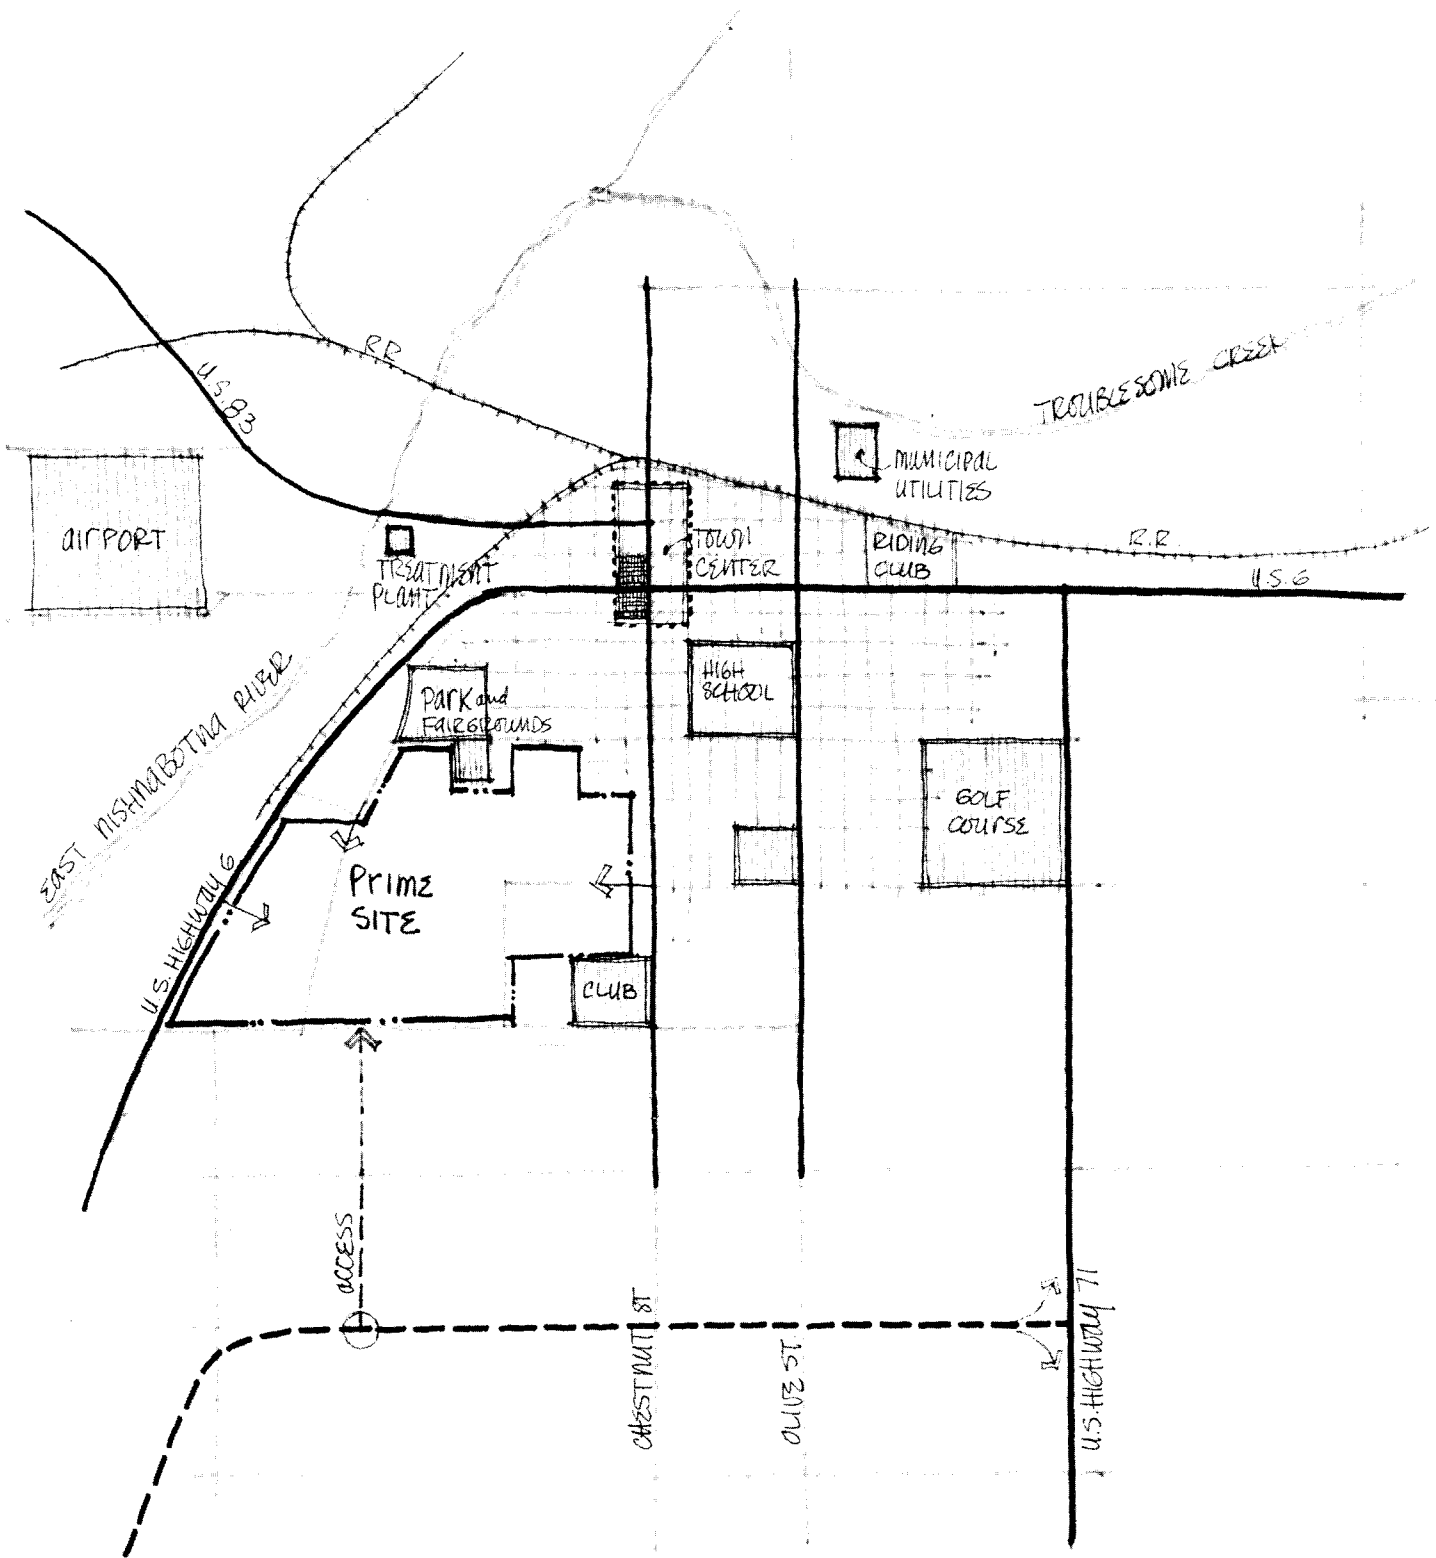 RR
U.S. 83
TROUBLESOME CREEK
MUNICIPAL
UTILITIES
AIRPORT
TOWN
CENTER
RIDING
CLUB
R.R.
TREATMENT
PLANT
U.S. 6
HIGH
SCHOOL
PARK and
FAIRGROUNDS
EAST NISHNABOTNA RIVER
GOLF
COURSE
U.S. HIGHWAY 6
PRIME
SITE
CLUB
ACCESS
CHESTNUT ST
OLIVE ST
U.S. HIGHWAY 71